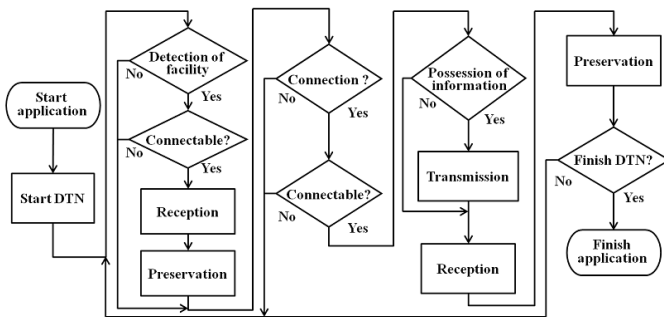 Start
application
Start DTN
Detection of
facility
No
Yes
Connectable?
No
Yes
Reception
Preservation
Connection ?
No
Yes
Connectable?
No
Yes
Possession of
information
No
Yes
Transmission
Reception
Preservation
Finish DTN?
No
Yes
Finish
application